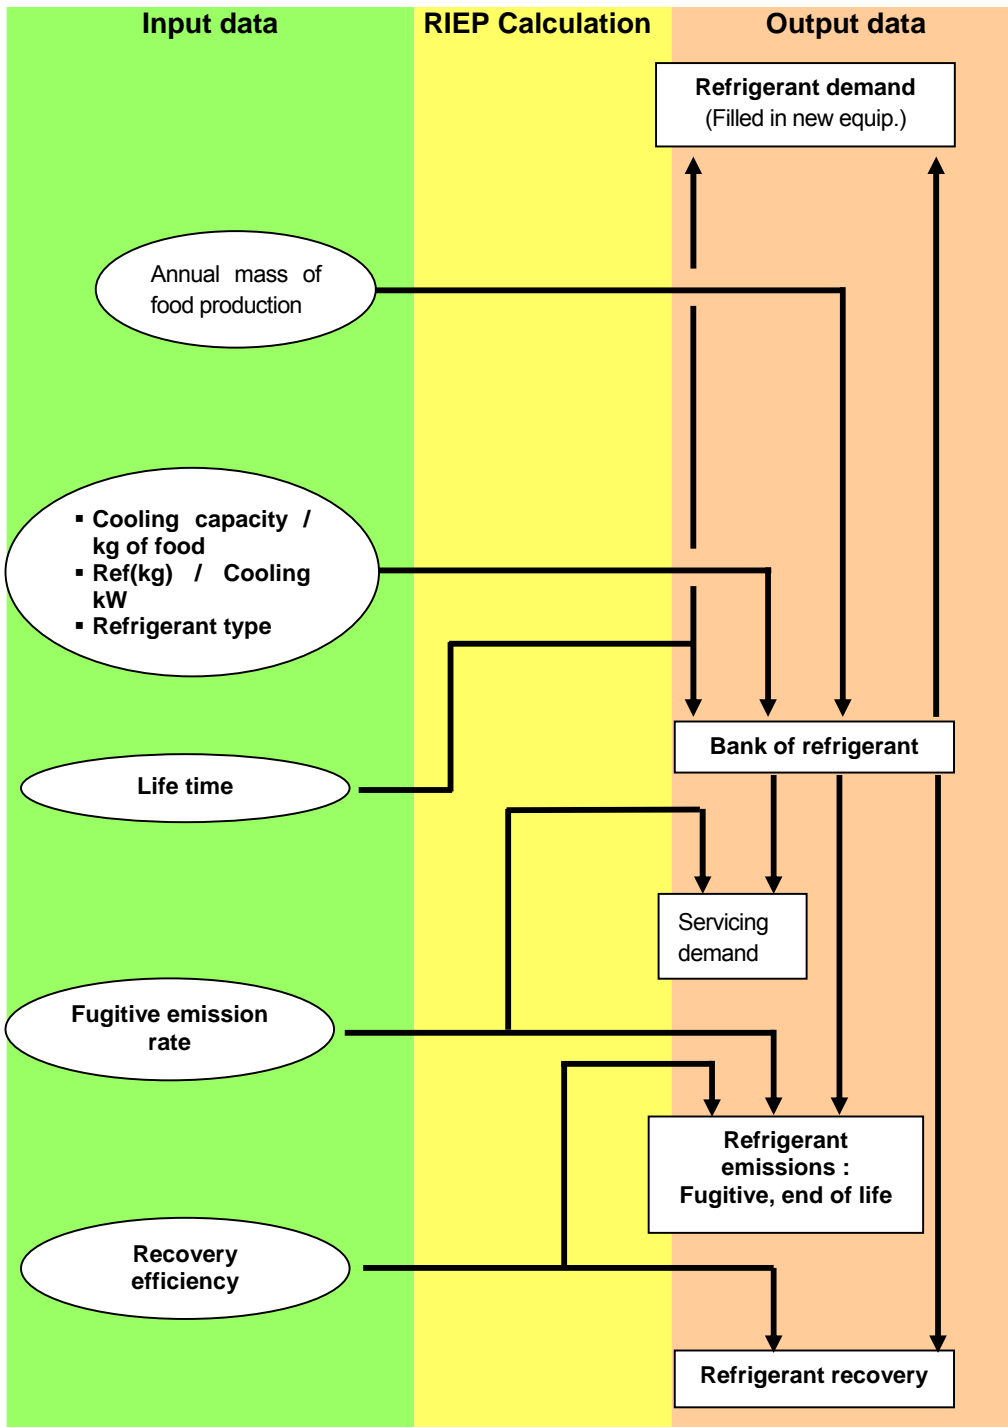 Input data
RIEP Calculation
Output data
Refrigerant demand
(Filled in new equip.)
Annual mass of
food production
▪ Cooling capacity /
kg of food
▪ Ref(kg) / Cooling
kW
▪ Refrigerant type
Bank of refrigerant
Life time
Servicing
demand
Fugitive emission
rate
Refrigerant
emissions :
Fugitive, end of life
Recovery
efficiency
Refrigerant recovery